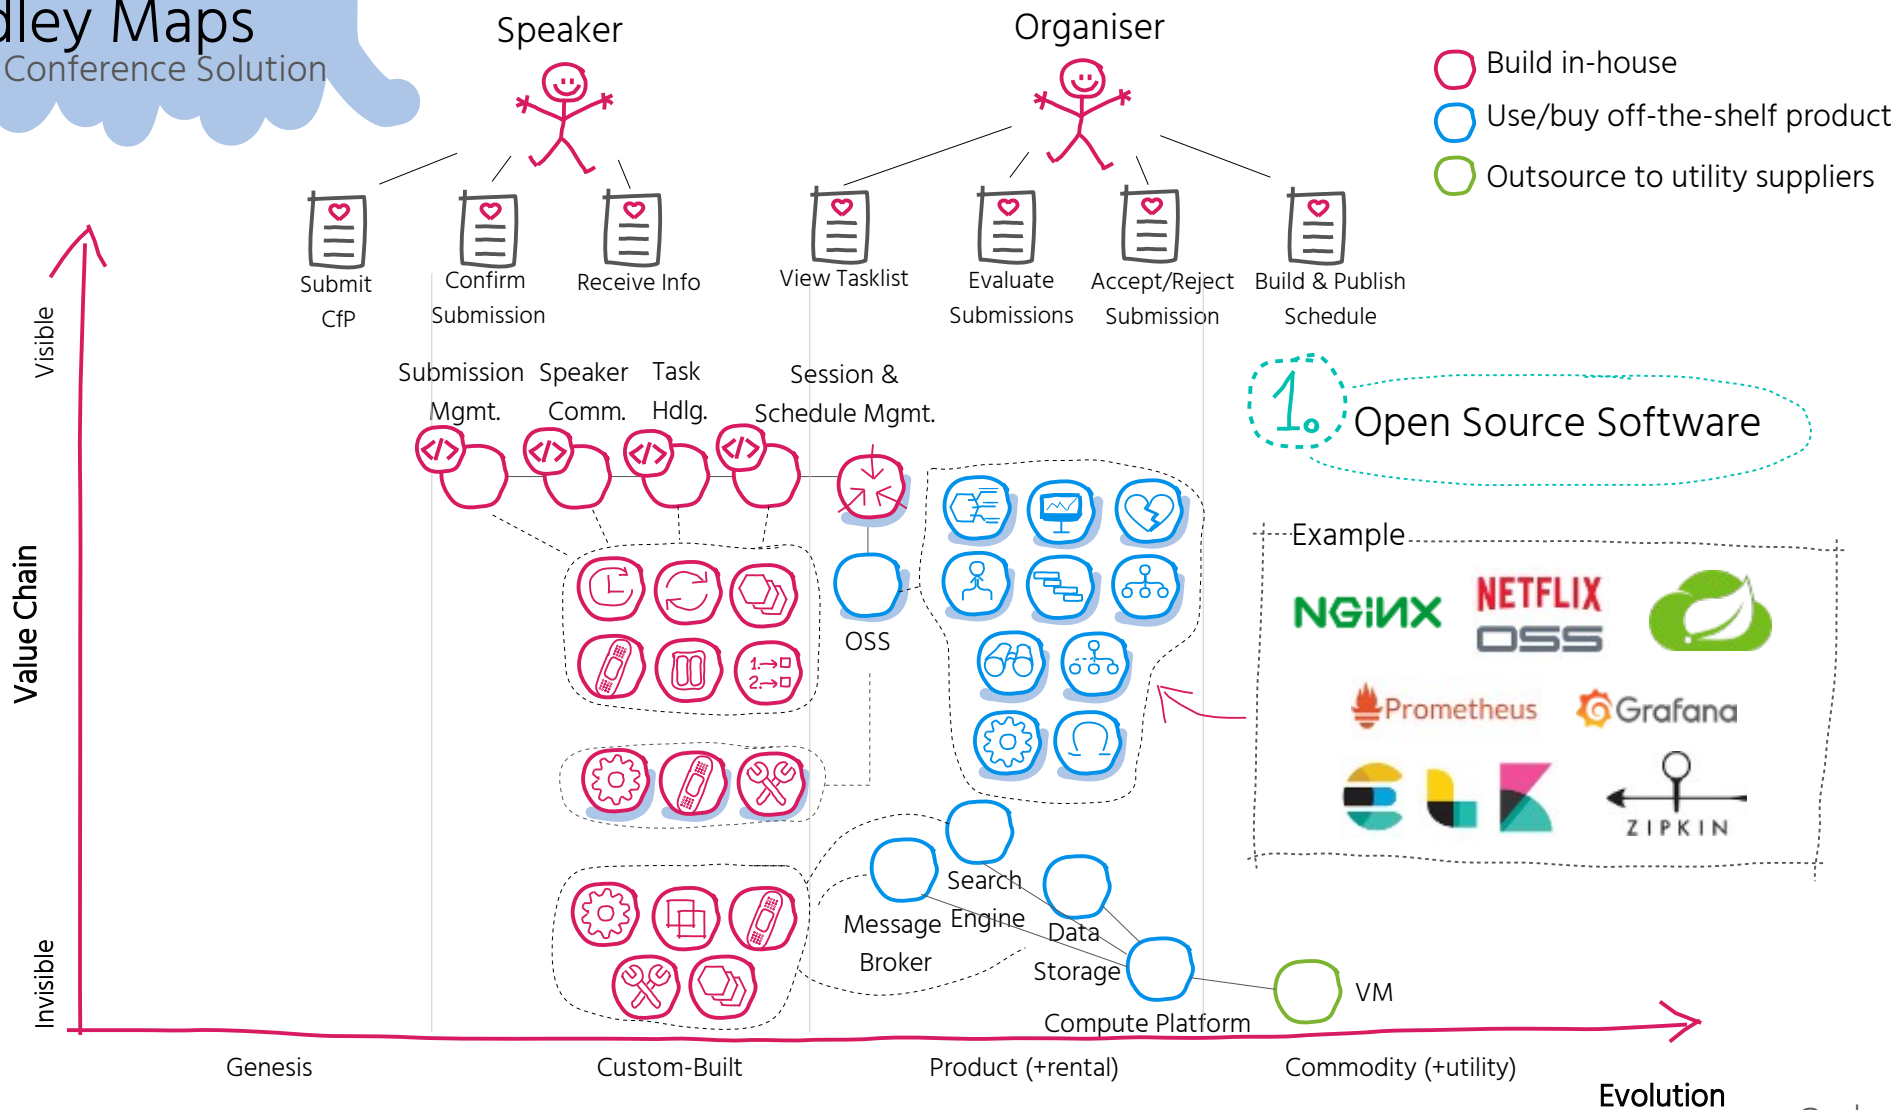 dley Maps
Conference Solution
Speaker
Organiser
Build in-house
Use/buy off-the-shelf product
Outsource to utility suppliers
Submit
CfP
Confirm
Submission
Receive Info
View Tasklist
Evaluate
Submissions
Accept/Reject
Submission
Build & Publish
Schedule
Visible
Value Chain
Invisible
Submission
Mgmt.
Speaker
Comm.
Task
Hdlg.
Session &
Schedule Mgmt.
</>
</>
</>
</>
1.
Open Source Software
OSS
1.→
2.→
Example
NGiNX
NETFLIX
OSS
Prometheus
Grafana
ZIPKIN
Search
Engine
Message
Broker
Data
Storage
Compute Platform
VM
Genesis
Custom-Built
Product (+rental)
Commodity (+utility)
Evolution